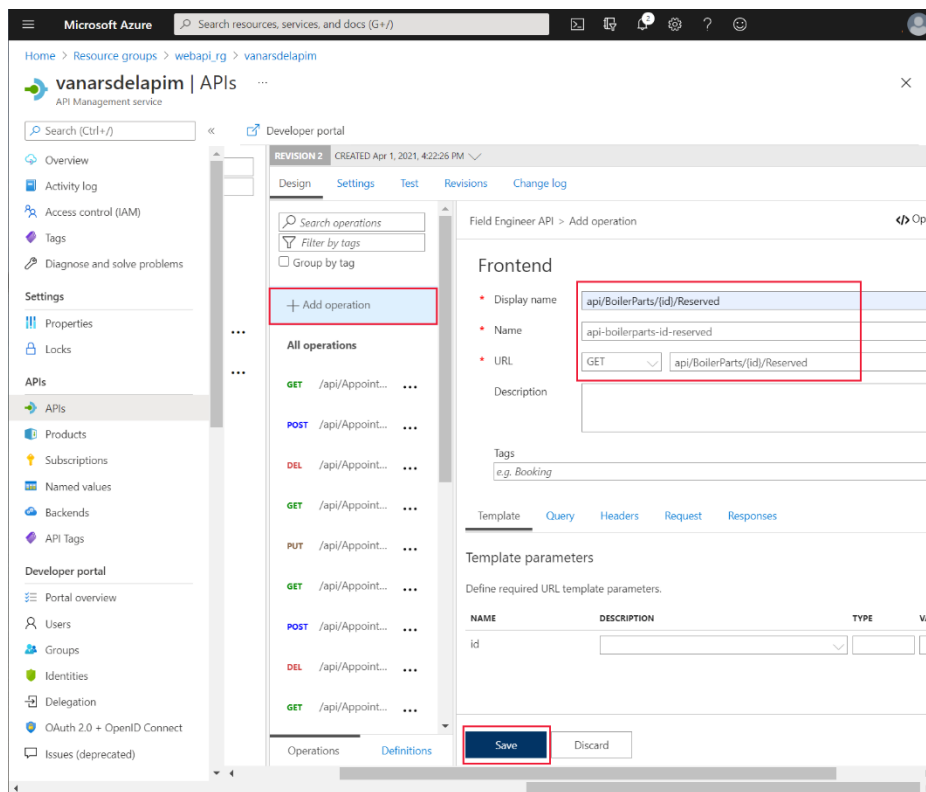 Microsoft Azure
Search resources, services, and docs (G+/)
2
Home > Resource groups > webapi_rg > vanarsdelapim
vanarsdelapim | APIs ...
API Management service
Search (Ctrl+/)
Developer portal
Overview
Activity log
Access control (IAM)
Tags
Diagnose and solve problems
Settings
Properties
Locks
APIs
APIs
Products
Subscriptions
Named values
Backends
API Tags
Developer portal
Portal overview
Users
Groups
Identities
Delegation
OAuth 2.0 + OpenID Connect
Issues (deprecated)
REVISION 2 CREATED Apr 1, 2021, 4:22:26 PM
Design Settings Test Revisions Change log
Search operations
Filter by tags
Group by tag
+ Add operation
All operations
GET /api/Appoint... ...
POST /api/Appoint... ...
DEL /api/Appoint... ...
GET /api/Appoint... ...
PUT /api/Appoint... ...
GET /api/Appoint... ...
POST /api/Appoint... ...
DEL /api/Appoint... ...
GET /api/Appoint... ...
Operations Definitions
Field Engineer API > Add operation
</> Op
Frontend
* Display name api/BoilerParts/{id}/Reserved
* Name api-boilerparts-id-reserved
* URL GET api/BoilerParts/{id}/Reserved
Description
Tags
e.g. Booking
Template Query Headers Request Responses
Template parameters
Define required URL template parameters.
NAME DESCRIPTION TYPE
id
Save Discard